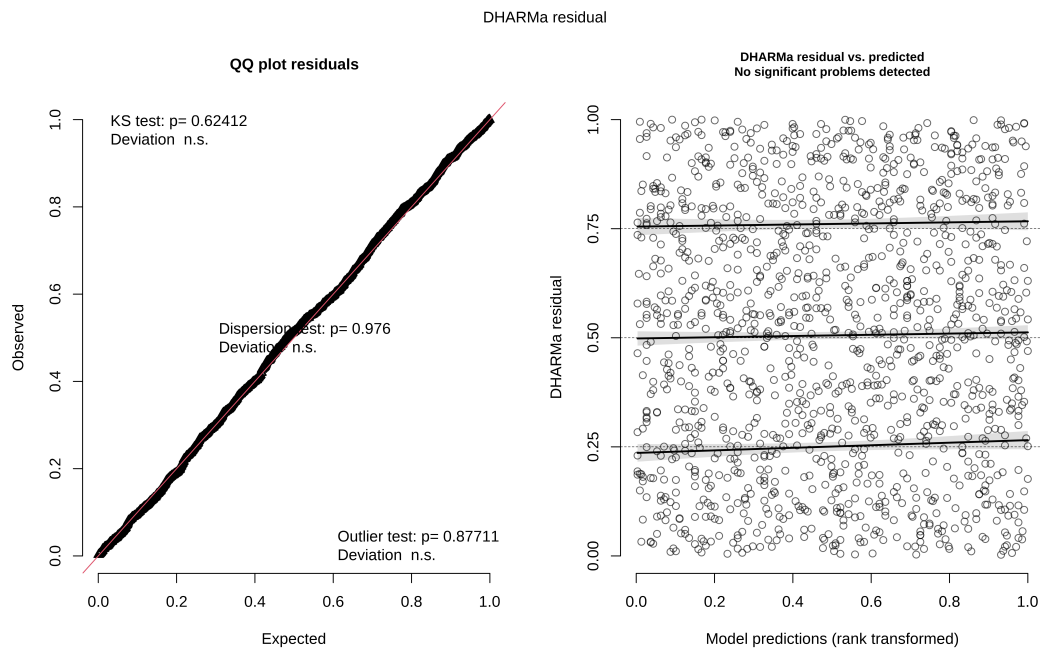 DHARMa residual
QQ plot residuals
KS test: p= 0.62412
Deviation n.s.
Dispersion test: p= 0.976
Deviation n.s.
Outlier test: p= 0.87711
Deviation n.s.
Observed
0.0
0.2
0.4
0.6
0.8
1.0
0.0 0.2 0.4 0.6 0.8 1.0
Expected
DHARMa residual vs. predicted
No significant problems detected
DHARMa residual
0.00
0.25
0.50
0.75
1.00
0.0 0.2 0.4 0.6 0.8 1.0
Model predictions (rank transformed)